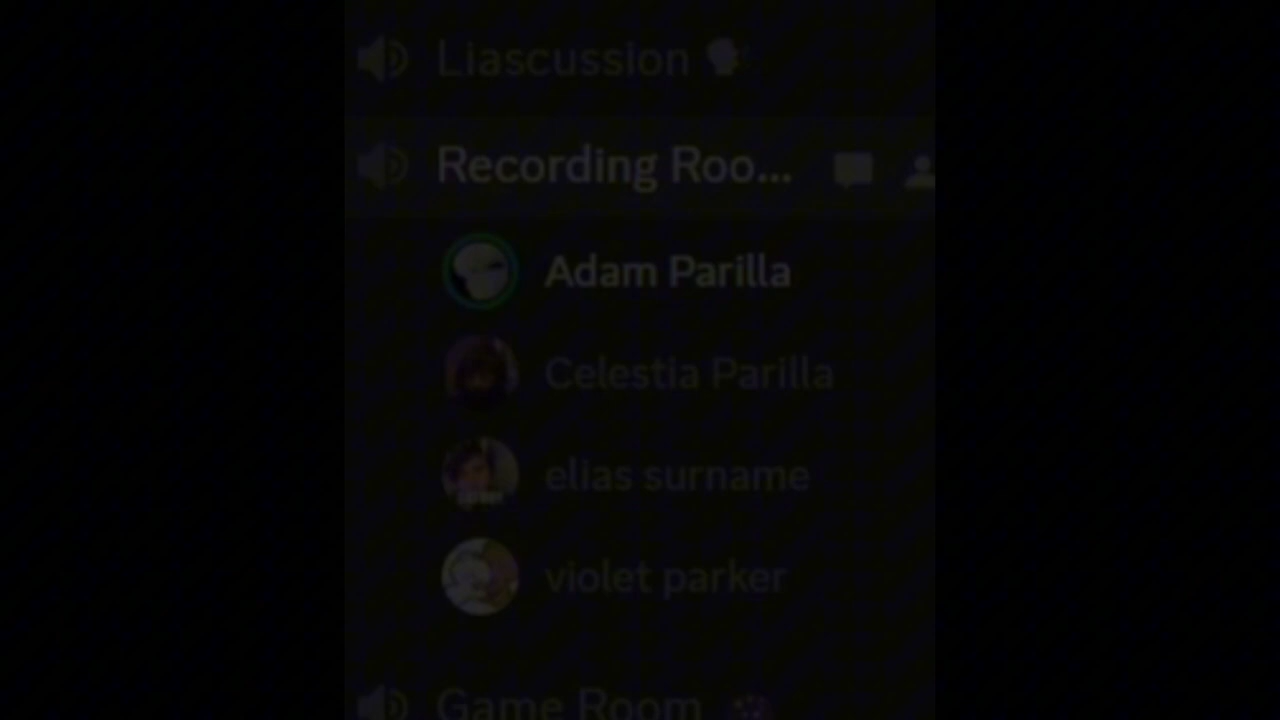 Liascussion 🗣
Recording Roo...
Adam Parilla
Celestia Parilla
elias surname
violet parker
Game Room